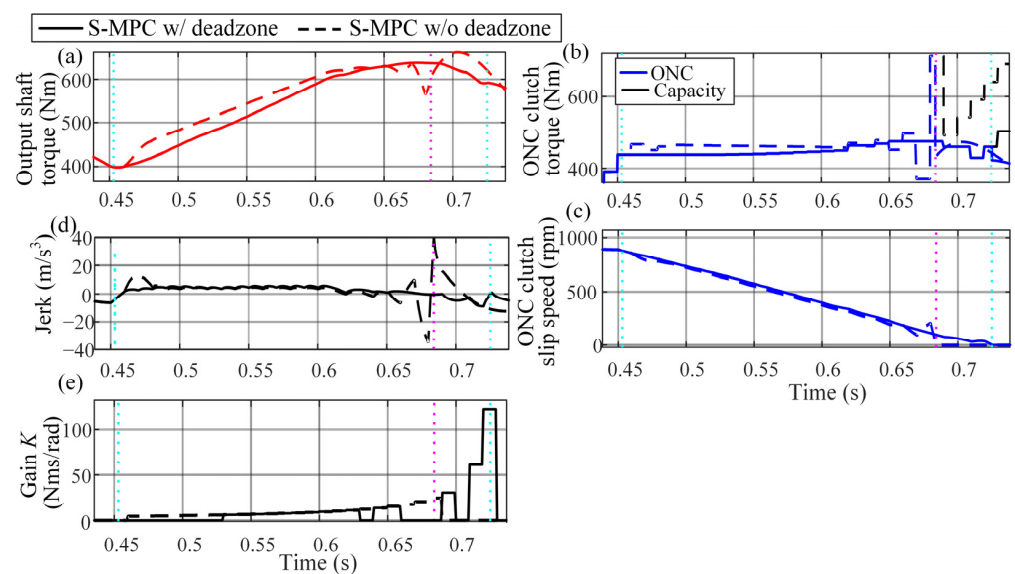 S-MPC w/ deadzone S-MPC w/o deadzone
(a)
Output shaft
torque (Nm)
600
500
400
0.45 0.5 0.55 0.6 0.65 0.7
(b)
ONC clutch
torque (Nm)
ONC
Capacity
600
400
0.45 0.5 0.55 0.6 0.65 0.7
(d)
Jerk (m/s³)
40
20
0
−20
−40
0.45 0.5 0.55 0.6 0.65 0.7
(c)
ONC clutch
slip speed (rpm)
1000
500
0
0.45 0.5 0.55 0.6 0.65 0.7
Time (s)
(e)
Gain K
(Nms/rad)
100
50
0
0.45 0.5 0.55 0.6 0.65 0.7
Time (s)